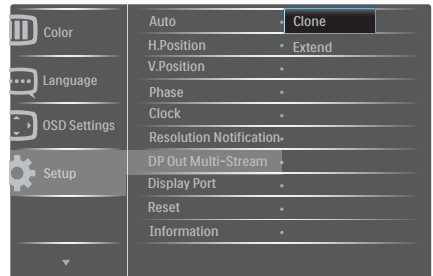 Color
Language
OSD Settings
Setup
Auto
H.Position
V.Position
Phase
Clock
Resolution Notification
DP Out Multi-Stream
Display Port
Reset
Information
Clone
Extend